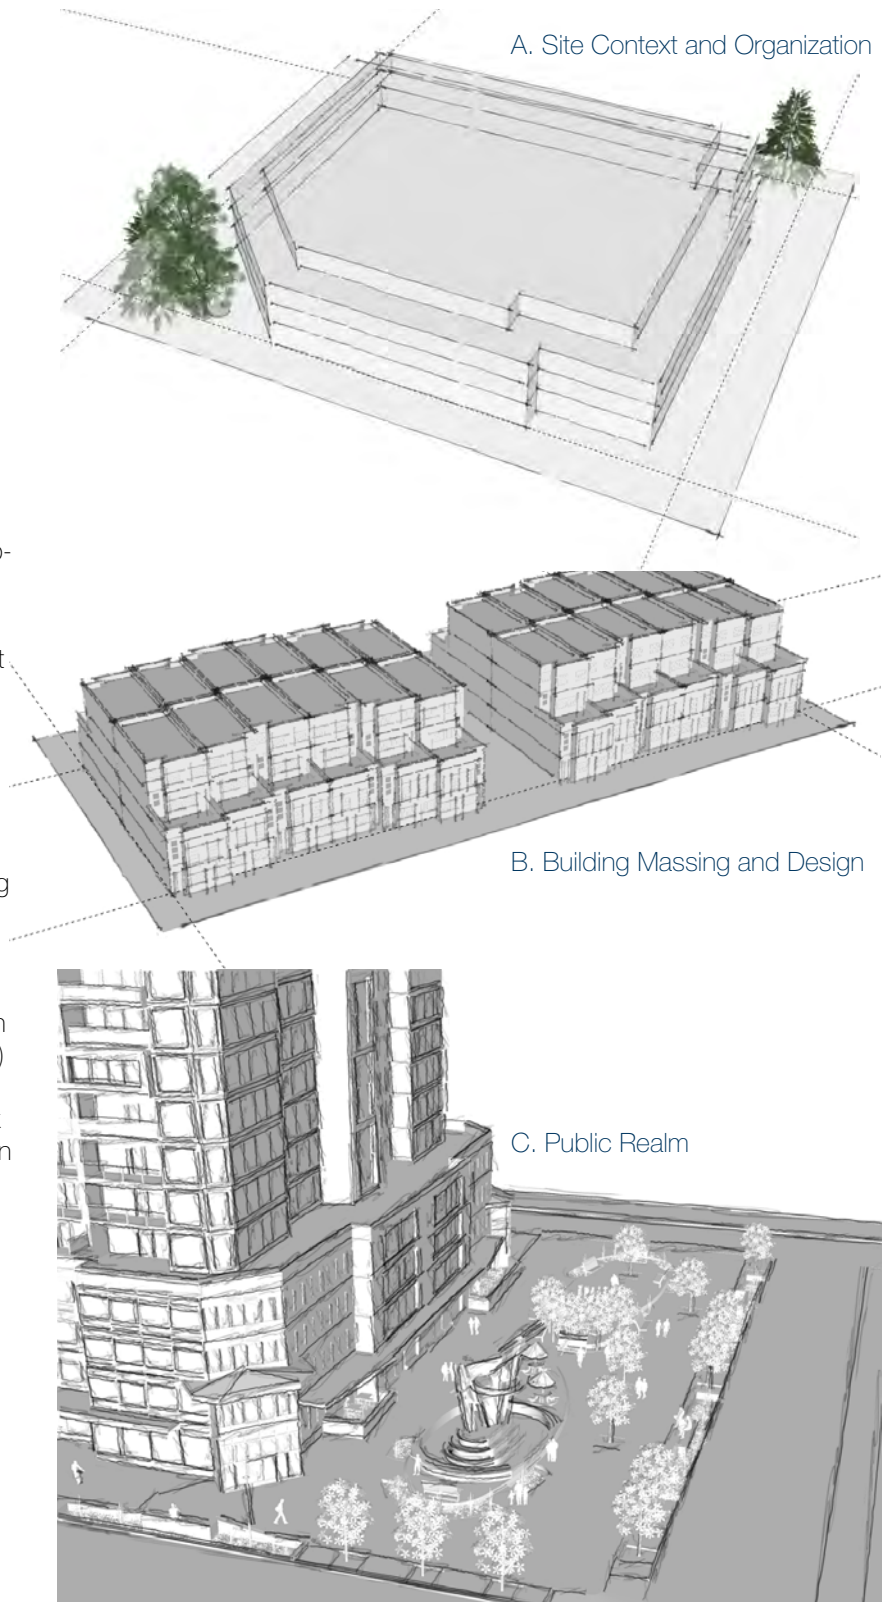 A. Site Context and Organization
o-
t
B. Building Massing and Design
g
n
)
n
C. Public Realm